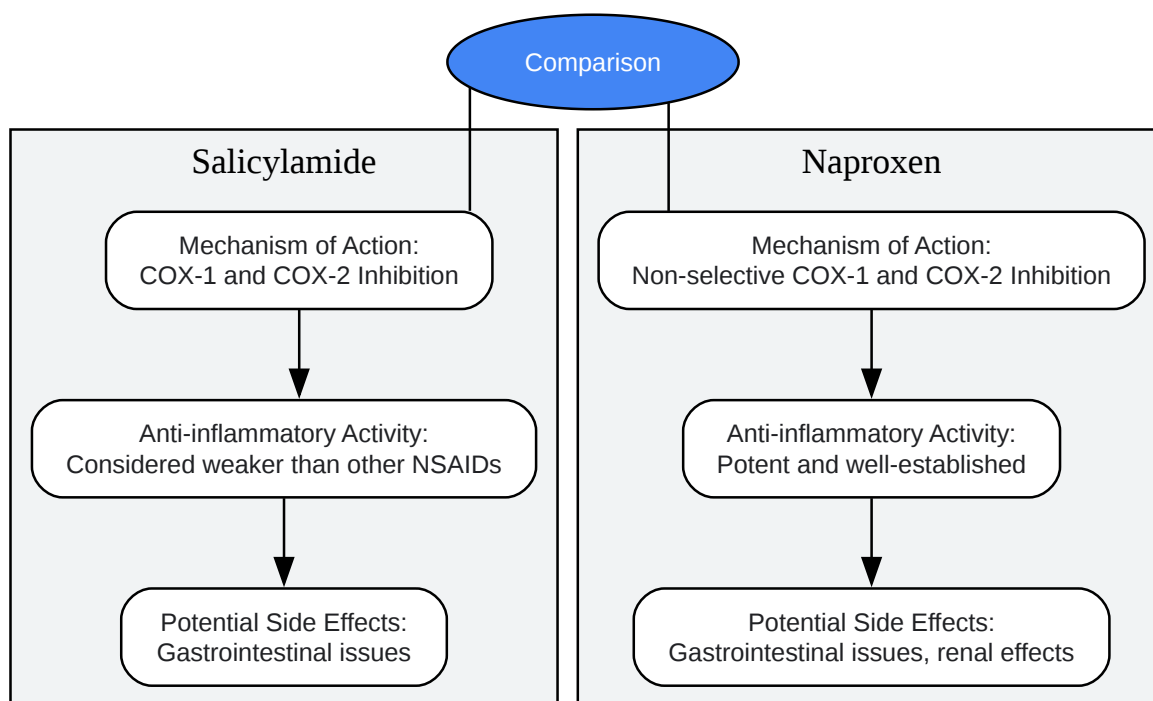 Comparison
Salicylamide
Mechanism of Action:
COX-1 and COX-2 Inhibition
Anti-inflammatory Activity:
Considered weaker than other NSAIDs
Potential Side Effects:
Gastrointestinal issues
Naproxen
Mechanism of Action:
Non-selective COX-1 and COX-2 Inhibition
Anti-inflammatory Activity:
Potent and well-established
Potential Side Effects:
Gastrointestinal issues, renal effects